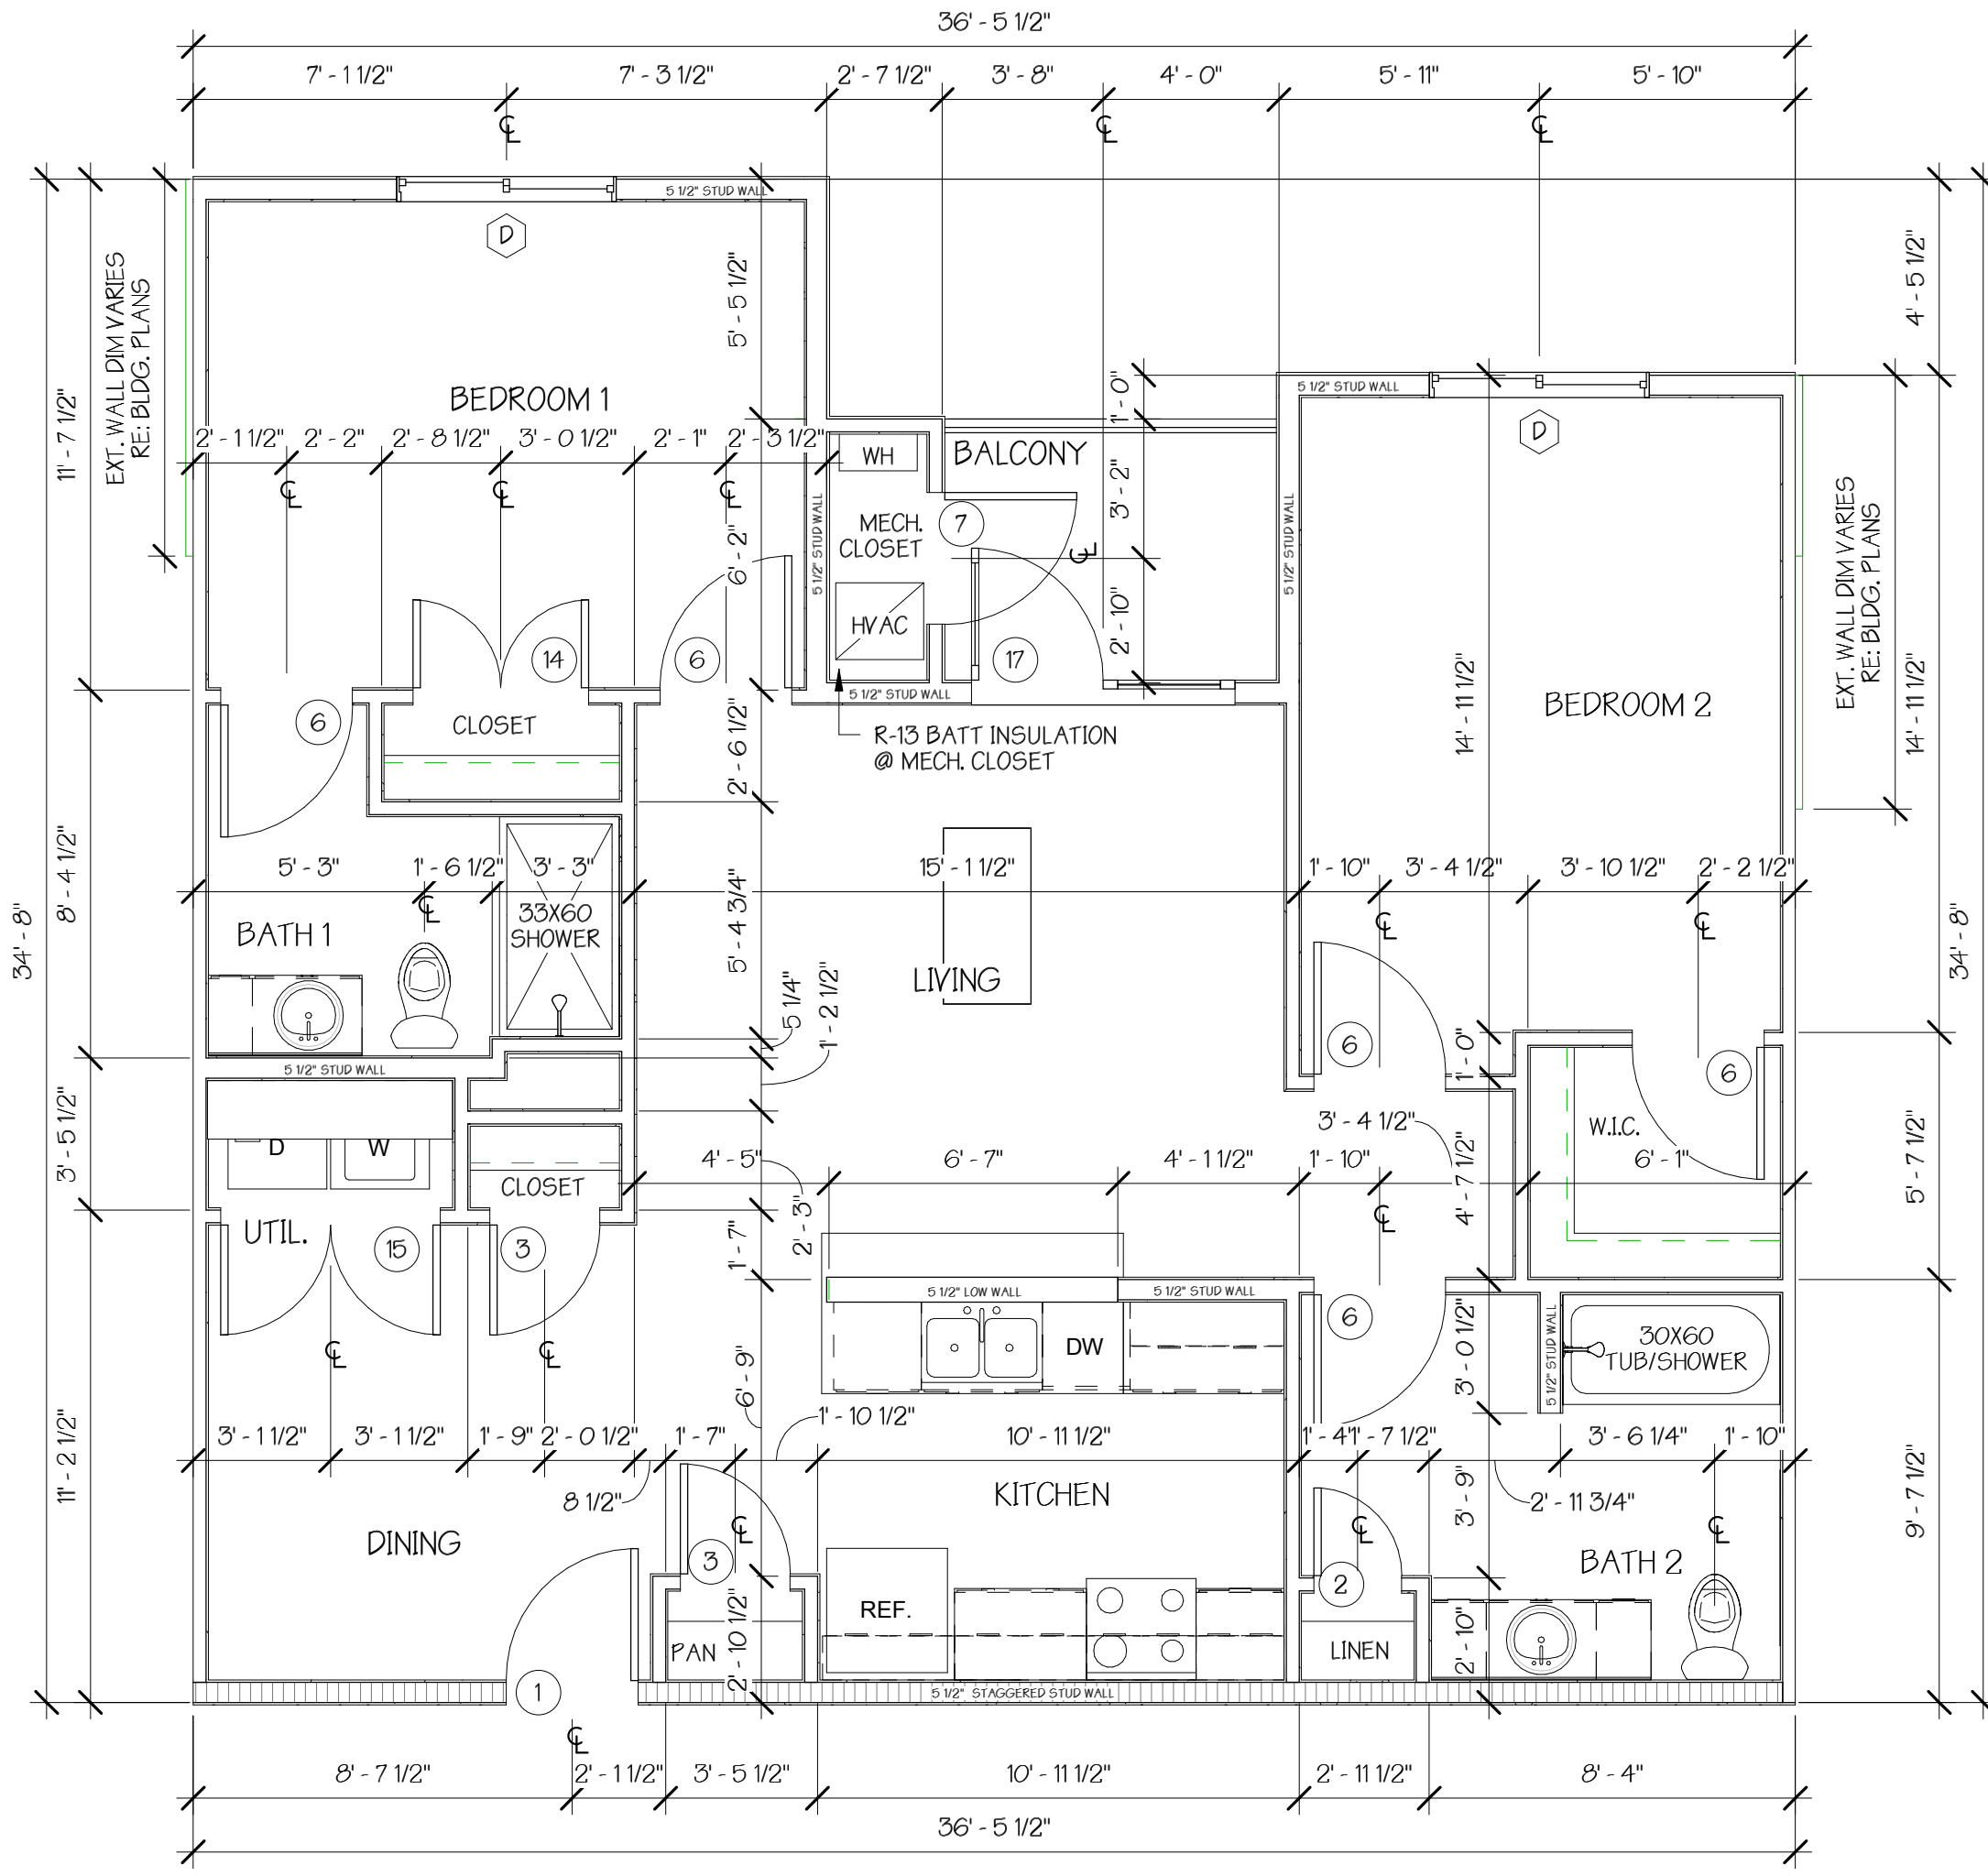 36' - 5 1/2"
7' - 1 1/2"
7' - 3 1/2"
2' - 7 1/2"
3' - 8"
4' - 0"
5' - 11"
5' - 10"
5 1/2" STUD WALL
D
EXT. WALL DIM VARIES
RE: BLDG. PLANS
5' - 5 1/2"
4' - 5 1/2"
11' - 7 1/2"
1' - 0"
5 1/2" STUD WALL
BEDROOM 1
D
2' - 1 1/2"
2' - 2"
2' - 8 1/2"
3' - 0 1/2"
2' - 1"
2' - 3 1/2"
WH
BALCONY
3' - 2"
MECH.
CLOSET
7
5 1/2" STUD WALL
5 1/2" STUD WALL
6' - 2"
HVAC
2' - 10"
14
6
17
EXT. WALL DIM VARIES
RE: BLDG. PLANS
5 1/2" STUD WALL
BEDROOM 2
14' - 11 1/2"
14' - 11 1/2"
6
CLOSET
2' - 6 1/2"
R-13 BATT INSULATION
@ MECH. CLOSET
8' - 4 1/2"
5' - 3"
1' - 6 1/2"
3' - 3"
15' - 1 1/2"
1' - 10"
3' - 4 1/2"
3' - 10 1/2"
2' - 2 1/2"
34' - 8"
BATH 1
33X60
SHOWER
5' - 4 3/4"
34' - 8"
LIVING
5 1/4"
1' - 2 1/2"
6
1' - 0"
6
5 1/2" STUD WALL
3' - 5 1/2"
D
W
3' - 4 1/2"
W.I.C.
4' - 5"
6' - 7"
4' - 1 1/2"
1' - 10"
4' - 7 1/2"
6' - 1"
5' - 7 1/2"
CLOSET
UTIL.
15
3
1' - 7"
2' - 3"
5 1/2" LOW WALL
5 1/2" STUD WALL
6
DW
3' - 0 1/2"
5 1/2" STUD WALL
30X60
TUB/SHOWER
6' - 9"
1' - 10 1/2"
11' - 2 1/2"
3' - 1 1/2"
3' - 1 1/2"
1' - 9"
2' - 0 1/2"
1' - 7"
10' - 11 1/2"
1' - 4"
1' - 7 1/2"
3' - 6 1/4"
1' - 10"
9' - 7 1/2"
8 1/2"
KITCHEN
3' - 9"
2' - 11 3/4"
DINING
3
2
BATH 2
REF.
PAN
2' - 10 1/2"
LINEN
2' - 10"
1
5 1/2" STAGGERED STUD WALL
8' - 7 1/2"
2' - 1 1/2"
3' - 5 1/2"
10' - 11 1/2"
2' - 11 1/2"
8' - 4"
36' - 5 1/2"